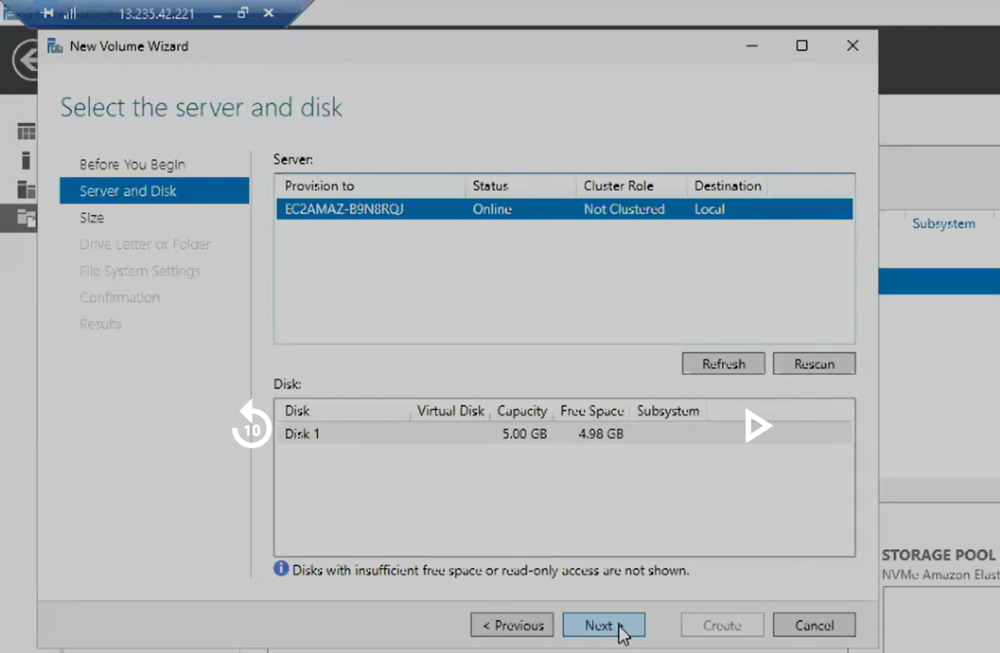 13.235.42.221
New Volume Wizard
Select the server and disk
Before You Begin
Server and Disk
Size
Drive Letter or Folder
File System Settings
Confirmation
Results
Server:
Provision to Status Cluster Role Destination
EC2AMAZ-B9N8RQJ Online Not Clustered Local
Subsystem
Refresh Rescan
Disk:
Disk Virtual Disk Capacity Free Space Subsystem
Disk 1 5.00 GB 4.98 GB
10
Disks with insufficient free space or read-only access are not shown.
STORAGE POOL
NVMe Amazon Elast
< Previous Next > Create Cancel